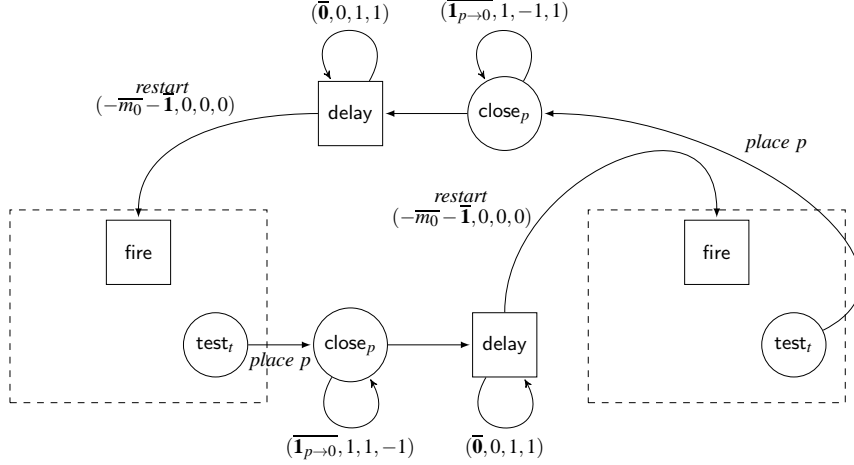 (𝟎̅,0,1,1)
(1̅_{p→0},1,-1,1)
restart
(-m̅₀-𝟏̅,0,0,0)
delay
close_p
place p
restart
(-m̅₀-𝟏̅,0,0,0)
fire
fire
test_t
place p
close_p
delay
test_t
(1̅_{p→0},1,1,-1)
(𝟎̅,0,1,1)